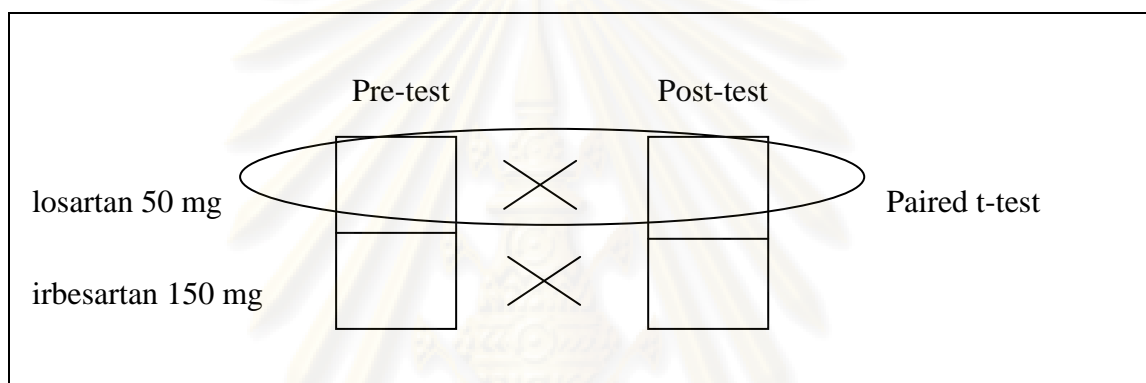 Pre-test Post-test
losartan 50 mg Paired t-test
irbesartan 150 mg